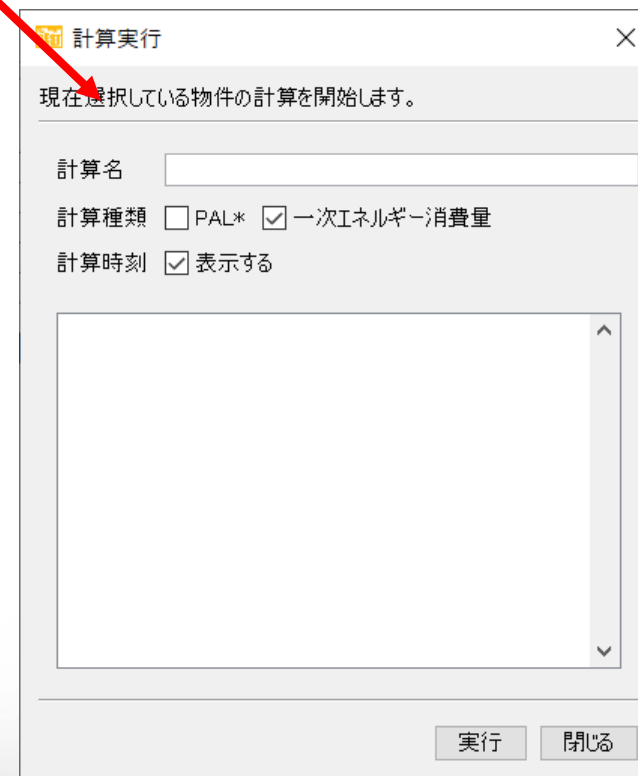 計算実行
現在選択している物件の計算を開始します。
計算名
計算種類 PAL* 一次エネルギー消費量
計算時刻 表示する
実行 閉じる